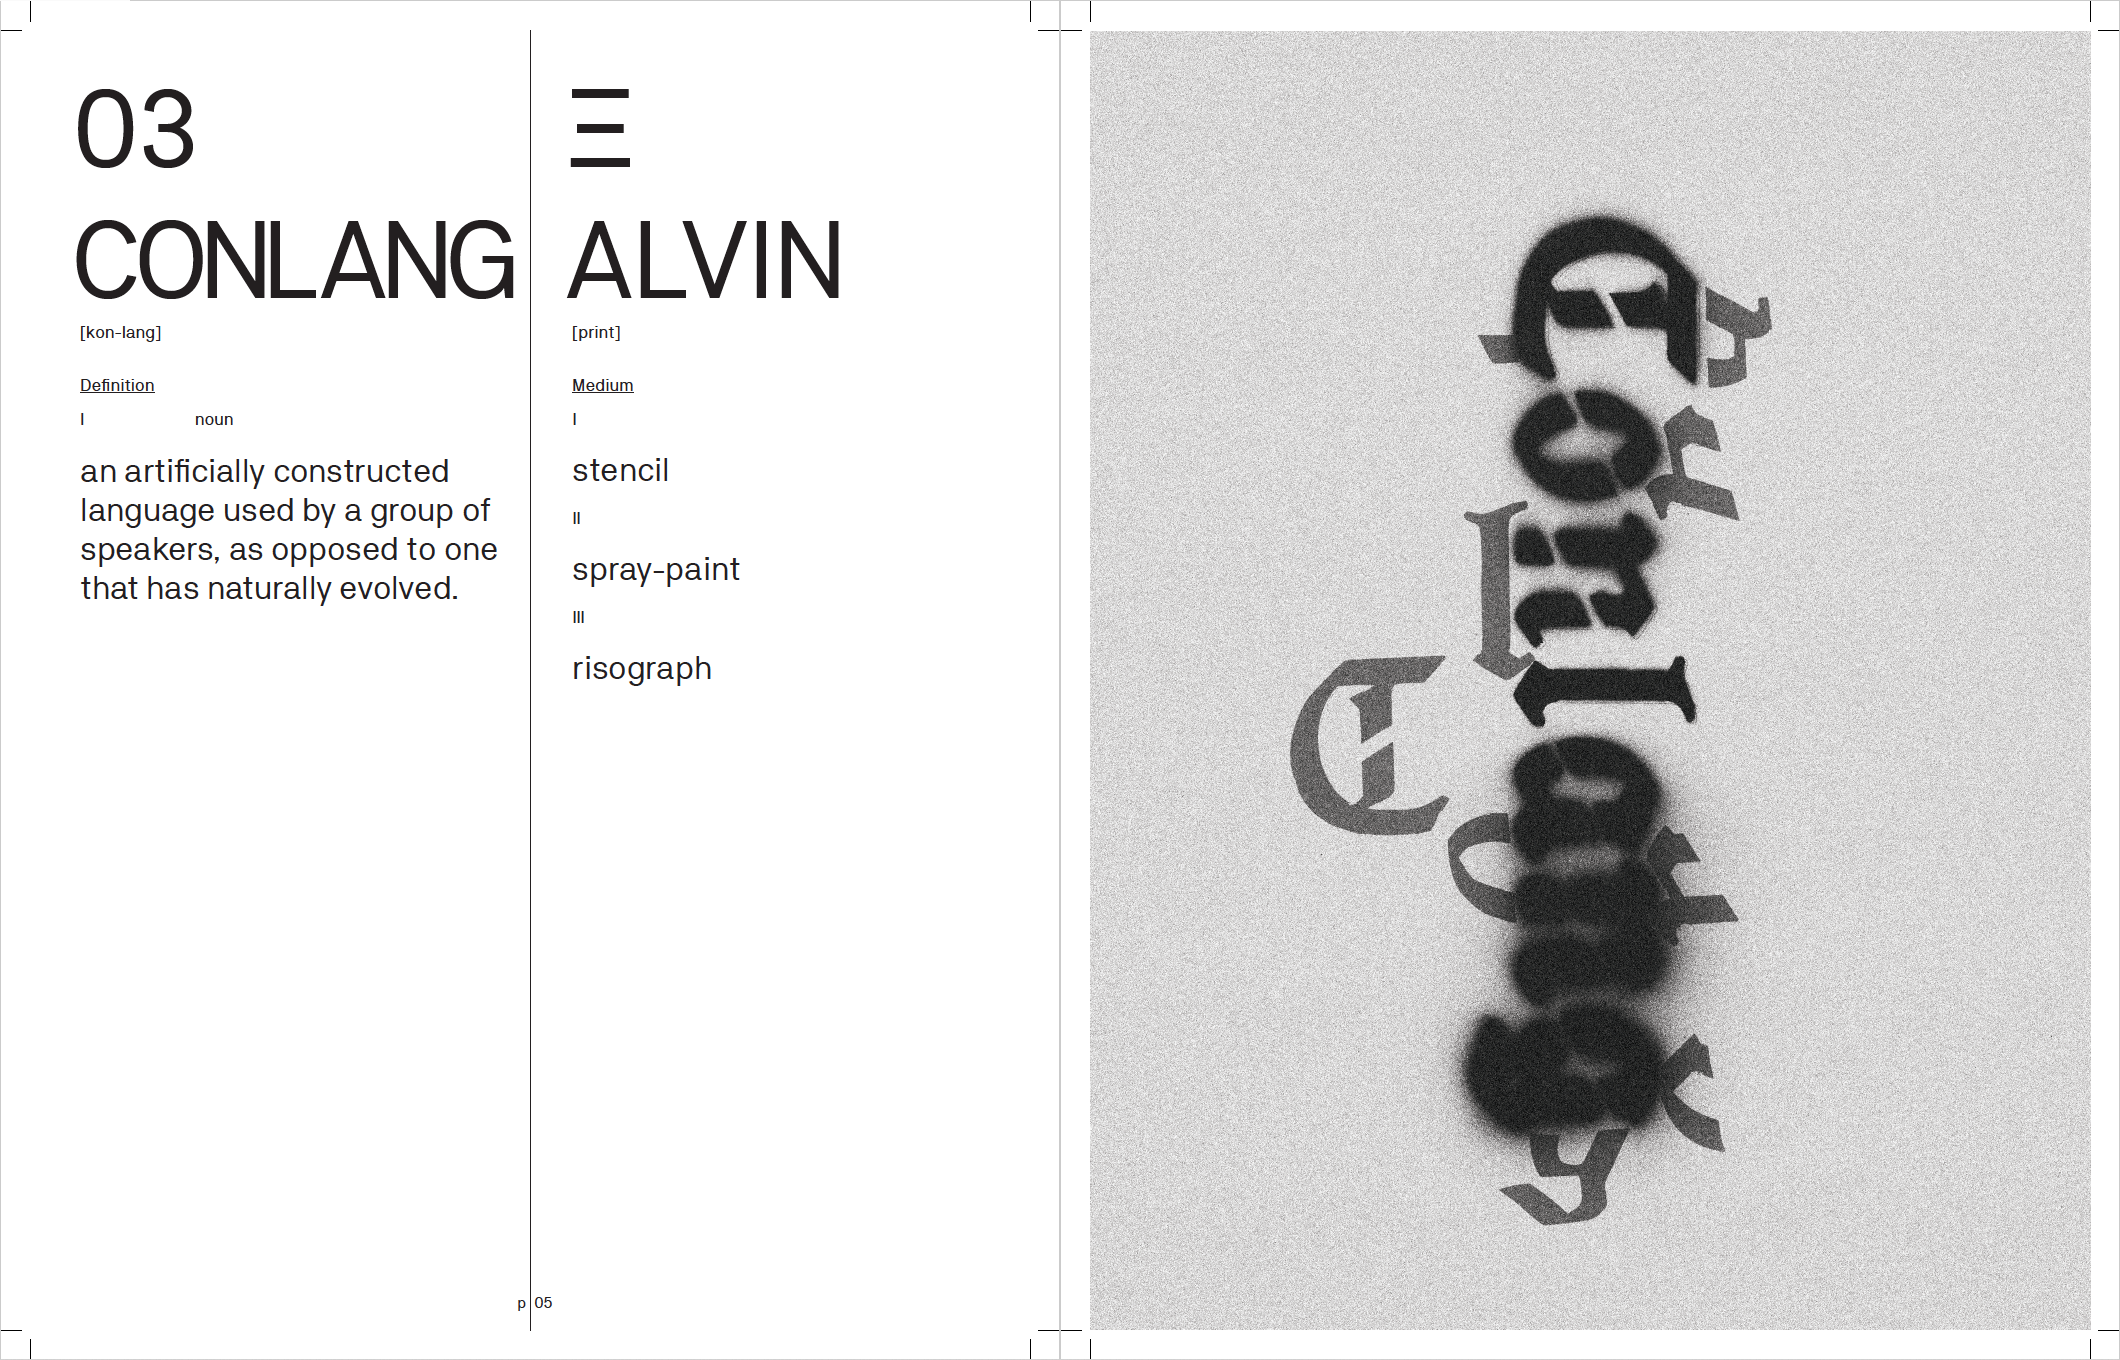 03
CONLANG
[kon-lang]
Definition
I noun
an artificially constructed
language used by a group of
speakers, as opposed to one
that has naturally evolved.
Ξ
ALVIN
[print]
Medium
I
stencil
II
spray-paint
III
risograph
p 05
Conlang